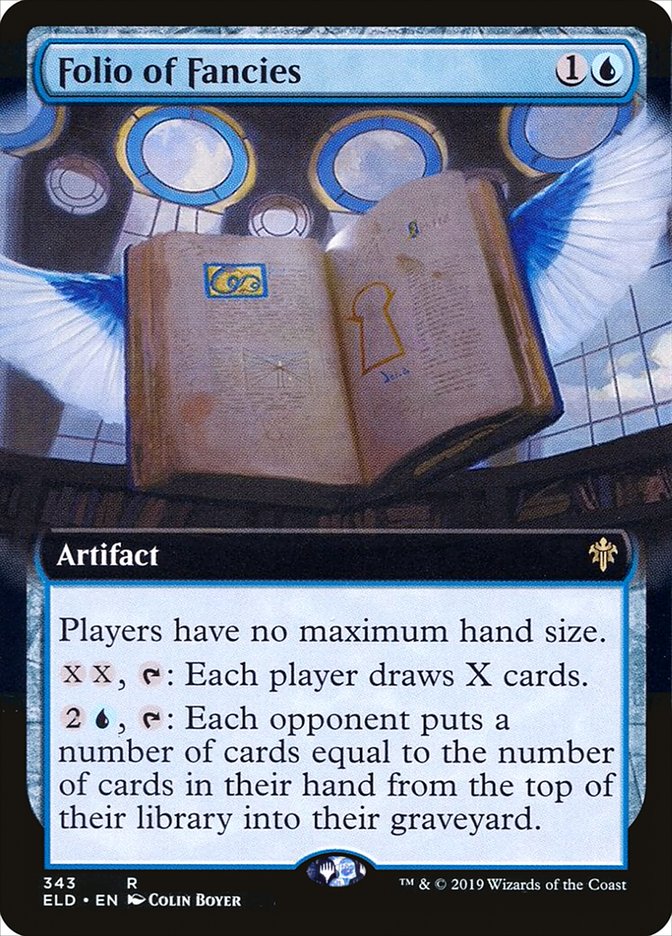 Folio of Fancies 1
Artifact
Players have no maximum hand size.
X X, : Each player draws X cards.
2 , : Each opponent puts a
number of cards equal to the number
of cards in their hand from the top of
their library into their graveyard.
343 R
ELD • EN Colin Boyer
™ & © 2019 Wizards of the Coast